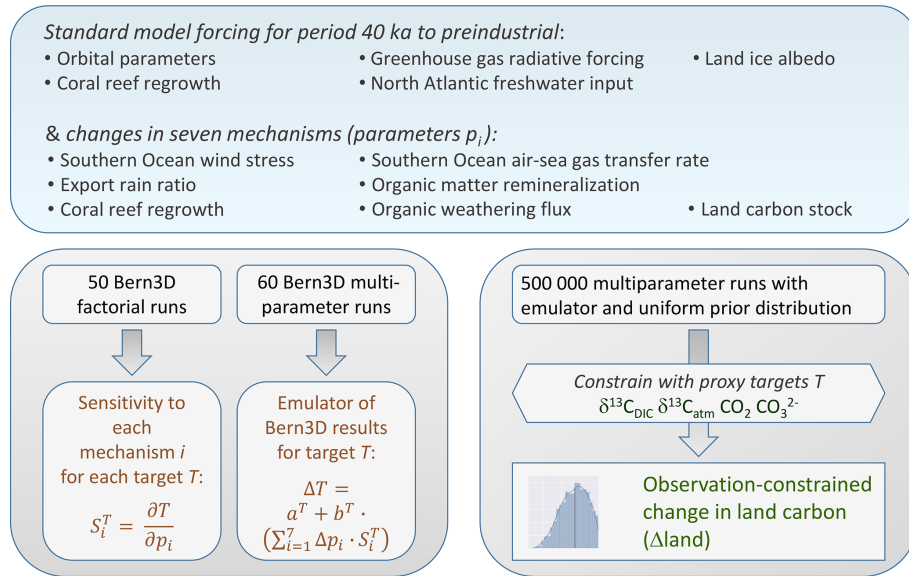 Standard model forcing for period 40 ka to preindustrial:
• Orbital parameters • Greenhouse gas radiative forcing • Land ice albedo
• Coral reef regrowth • North Atlantic freshwater input
& changes in seven mechanisms (parameters pᵢ):
• Southern Ocean wind stress • Southern Ocean air-sea gas transfer rate
• Export rain ratio • Organic matter remineralization
• Coral reef regrowth • Organic weathering flux • Land carbon stock
50 Bern3D
factorial runs
60 Bern3D multi-
parameter runs
500 000 multiparameter runs with
emulator and uniform prior distribution
Sensitivity to
each
mechanism i
for each target T:
Sᵢᵀ = ∂T/∂pᵢ
Emulator of
Bern3D results
for target T:
ΔT =
aᵀ + bᵀ ·
(∑⁷ᵢ₌₁ Δpᵢ · Sᵢᵀ)
Constrain with proxy targets T
δ¹³C_DIC δ¹³C_atm CO₂ CO₃²⁻
Observation-constrained
change in land carbon
(Δland)